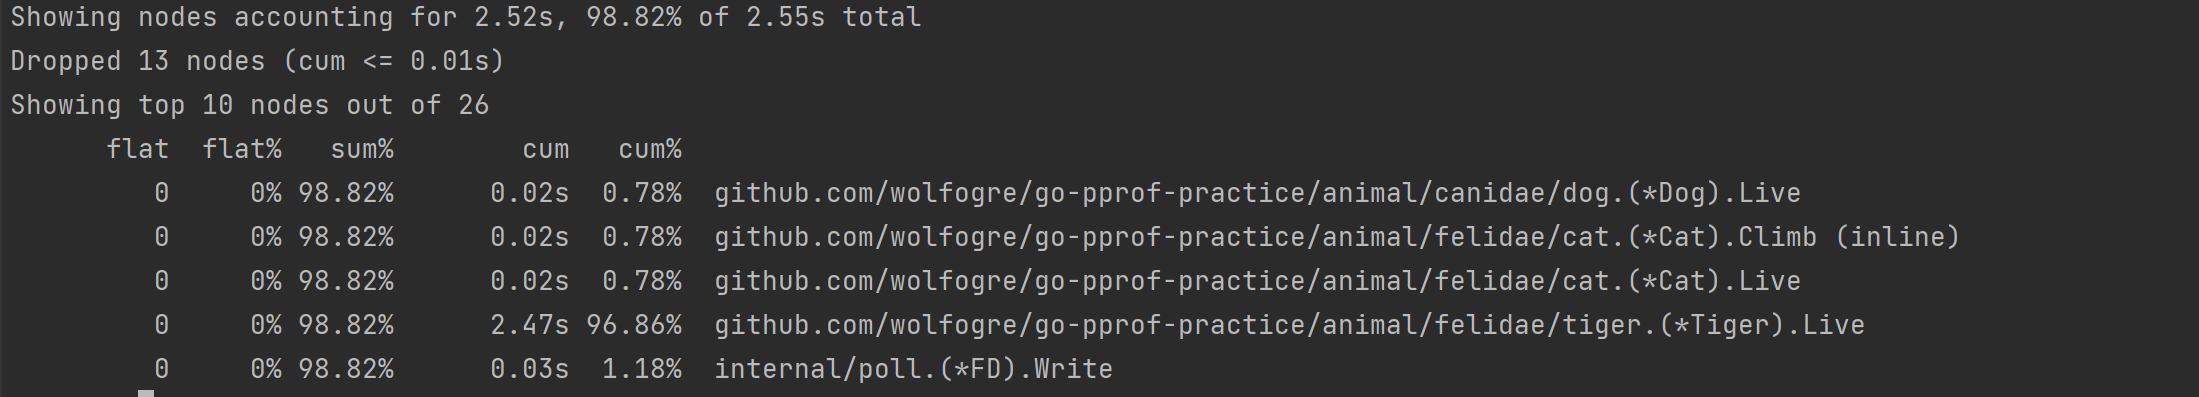 Showing nodes accounting for 2.52s, 98.82% of 2.55s total
Dropped 13 nodes (cum <= 0.01s)
Showing top 10 nodes out of 26
      flat  flat%   sum%        cum   cum%
         0     0% 98.82%      0.02s  0.78%  github.com/wolfogre/go-pprof-practice/animal/canidae/dog.(*Dog).Live
         0     0% 98.82%      0.02s  0.78%  github.com/wolfogre/go-pprof-practice/animal/felidae/cat.(*Cat).Climb (inline)
         0     0% 98.82%      0.02s  0.78%  github.com/wolfogre/go-pprof-practice/animal/felidae/cat.(*Cat).Live
         0     0% 98.82%      2.47s 96.86%  github.com/wolfogre/go-pprof-practice/animal/felidae/tiger.(*Tiger).Live
         0     0% 98.82%      0.03s  1.18%  internal/poll.(*FD).Write